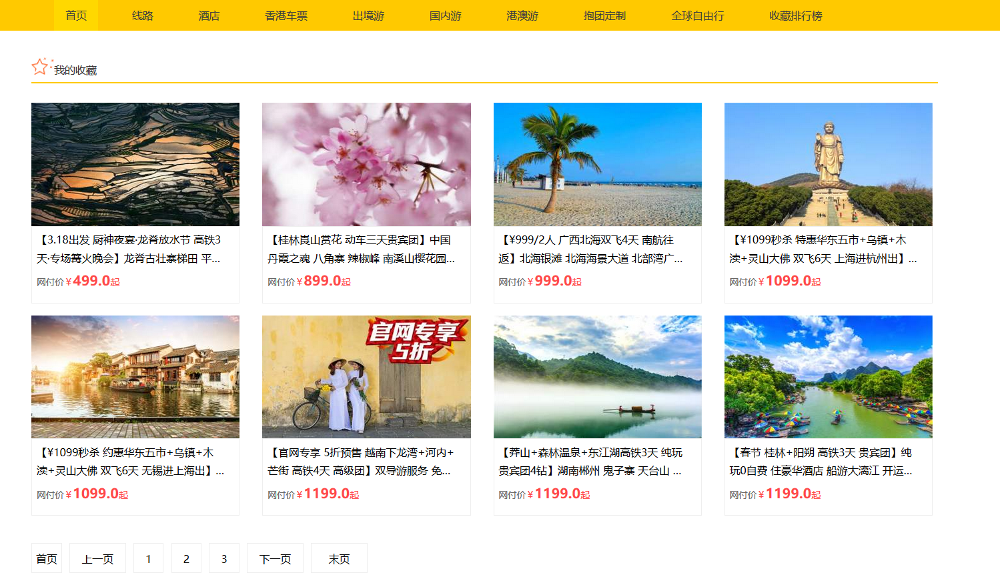 首页 线路 酒店 香港车票 出境游 国内游 港澳游 抱团定制 全球自由行 收藏排行榜
我的收藏
【3.18出发 厨神夜宴·龙脊放水节 高铁3
天·专场篝火晚会】龙脊古壮寨梯田 平...
网付价￥499.0起
【桂林崀山赏花 动车三天贵宾团】中国
丹霞之魂 八角寨 辣椒峰 南溪山樱花园...
网付价￥899.0起
【¥999/2人 广西北海双飞4天 南航往
返】北海银滩 北海海景大道 北部湾广...
网付价￥999.0起
【¥1099秒杀 特惠华东五市+乌镇+木
渎+灵山大佛 双飞6天 上海进杭州出】...
网付价￥1099.0起
【¥1099秒杀 约惠华东五市+乌镇+木
渎+灵山大佛 双飞6天 无锡进上海出】...
网付价￥1099.0起
官网专享
5折
【官网专享 5折预售 越南下龙湾+河内+
芒街 高铁4天 高级团】双导游服务 免...
网付价￥1199.0起
【莽山+森林温泉+东江湖高铁3天 纯玩
贵宾团4钻】湖南郴州 鬼子寨 天台山 ...
网付价￥1199.0起
【春节 桂林+阳朔 高铁3天 贵宾团】纯
玩0自费 住豪华酒店 船游大漓江 开运...
网付价￥1199.0起
首页 上一页 1 2 3 下一页 末页